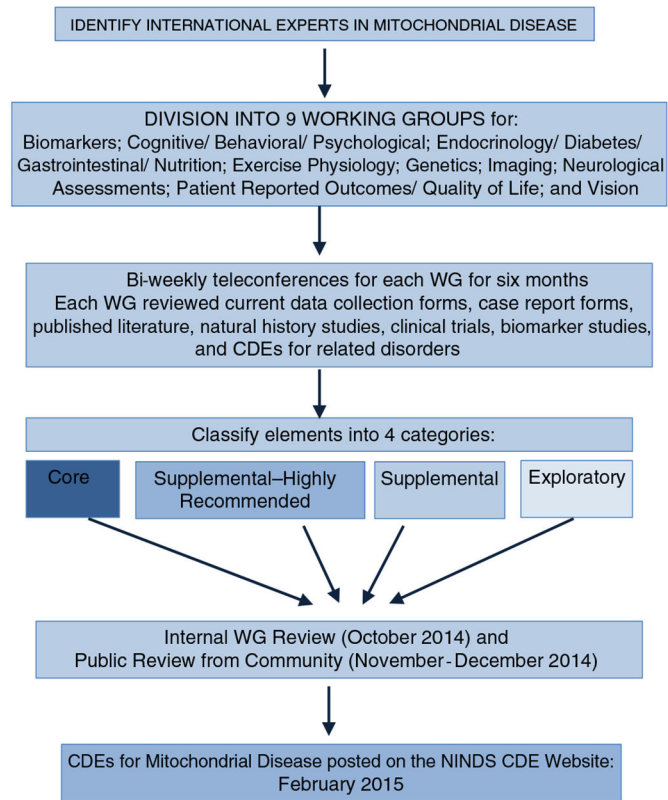 IDENTIFY INTERNATIONAL EXPERTS IN MITOCHONDRIAL DISEASE
DIVISION INTO 9 WORKING GROUPS for:
Biomarkers; Cognitive/ Behavioral/ Psychological; Endocrinology/ Diabetes/
Gastrointestinal/ Nutrition; Exercise Physiology; Genetics; Imaging; Neurological
Assessments; Patient Reported Outcomes/ Quality of Life; and Vision
Bi-weekly teleconferences for each WG for six months
Each WG reviewed current data collection forms, case report forms,
published literature, natural history studies, clinical trials, biomarker studies,
and CDEs for related disorders
Classify elements into 4 categories:
Core
Supplemental–Highly
Recommended
Supplemental
Exploratory
Internal WG Review (October 2014) and
Public Review from Community (November-December 2014)
CDEs for Mitochondrial Disease posted on the NINDS CDE Website:
February 2015